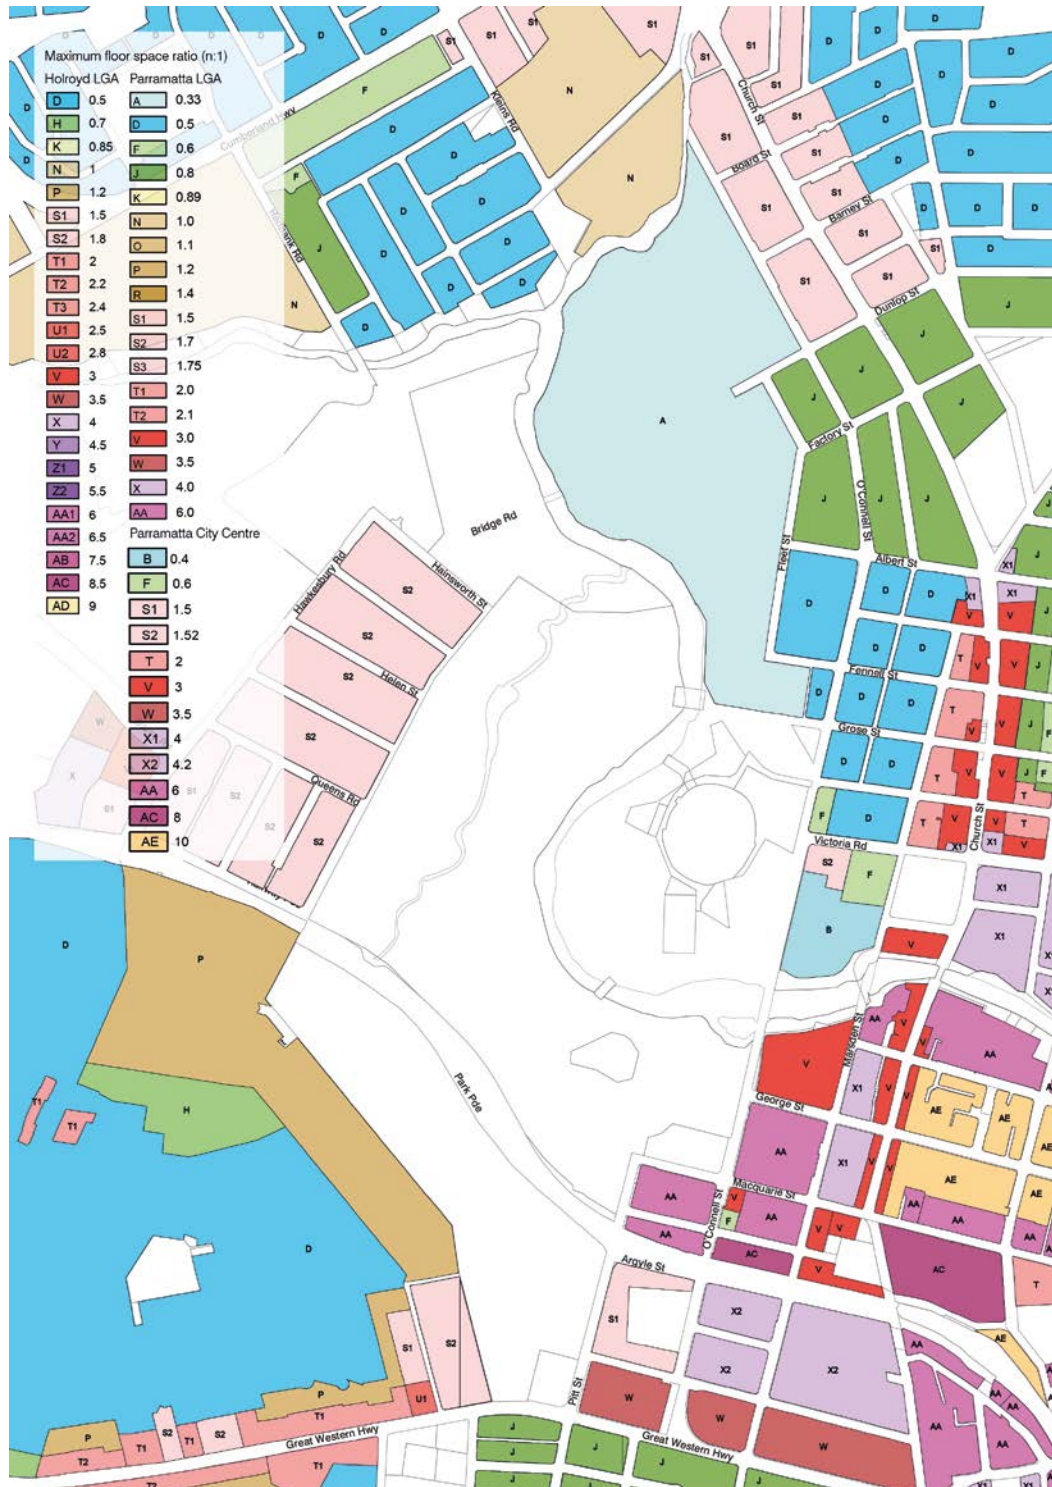 Maximum floor space ratio (n:1)
Holroyd LGA
D 0.5
H 0.7
K 0.85
N 1
P 1.2
S1 1.5
S2 1.8
T1 2
T2 2.2
T3 2.4
U1 2.5
U2 2.8
V 3
W 3.5
X 4
Y 4.5
Z1 5
Z2 5.5
AA1 6
AA2 6.5
AB 7.5
AC 8.5
AD 9
Parramatta LGA
A 0.33
D 0.5
F 0.6
J 0.8
K 0.89
N 1.0
O 1.1
P 1.2
R 1.4
S1 1.5
S2 1.7
S3 1.75
T1 2.0
T2 2.1
V 3.0
W 3.5
X 4.0
AA 6.0
Parramatta City Centre
B 0.4
F 0.6
S1 1.5
S2 1.52
T 2
V 3
W 3.5
X1 4
X2 4.2
AA 6
AC 8
AE 10
Cumberland Hwy
Kleins Rd
Church St
Board St
Barney St
Dunlop St
Factory St
O'Connell St
Fleet St
Albert St
Fennell St
Grose St
Victoria Rd
Church St
Bridge Rd
Hawkesbury Rd
Hainsworth St
Helen St
Queens Rd
Park Pde
Marsden St
George St
Macquarie St
O'Connell St
Argyle St
Pitt St
Great Western Hwy
Great Western Hwy